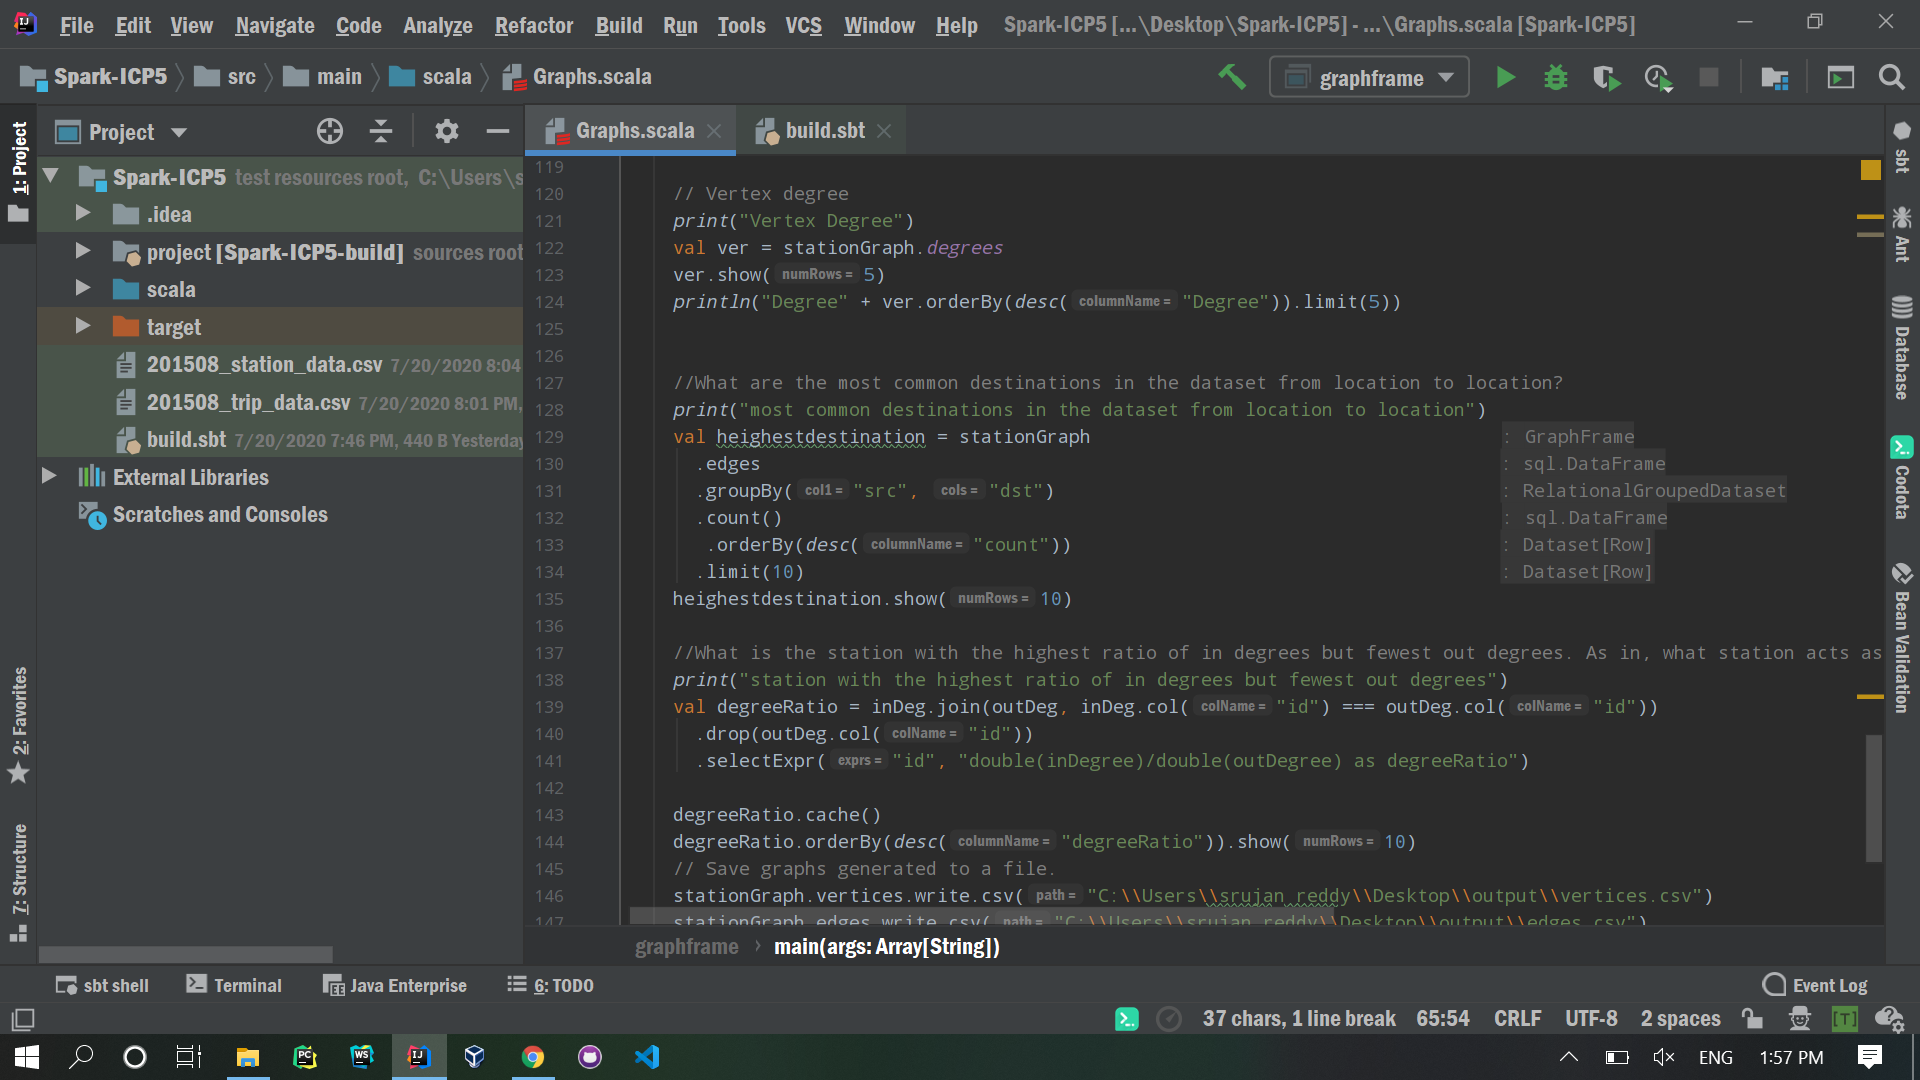 File Edit View Navigate Code Analyze Refactor Build Run Tools VCS Window Help Spark-ICP5 [...\Desktop\Spark-ICP5] - ...\Graphs.scala [Spark-ICP5]
Spark-ICP5 src main scala Graphs.scala graphframe
1: Project
Project
Graphs.scala build.sbt
Spark-ICP5 test resources root, C:\Users\s
.idea
project [Spark-ICP5-build] sources root
scala
target
201508_station_data.csv 7/20/2020 8:04
201508_trip_data.csv 7/20/2020 8:01 PM,
build.sbt 7/20/2020 7:46 PM, 440 B Yesterday
External Libraries
Scratches and Consoles
2: Favorites
7: Structure
119
120 // Vertex degree
121 print("Vertex Degree")
122 val ver = stationGraph.degrees
123 ver.show( numRows = 5)
124 println("Degree" + ver.orderBy(desc( columnName = "Degree")).limit(5))
125
126
127 //What are the most common destinations in the dataset from location to location?
128 print("most common destinations in the dataset from location to location")
129 val heighestdestination = stationGraph : GraphFrame
130 .edges : sql.DataFrame
131 .groupBy( col1 = "src", cols = "dst") : RelationalGroupedDataset
132 .count() : sql.DataFrame
133 .orderBy(desc( columnName = "count")) : Dataset[Row]
134 .limit(10) : Dataset[Row]
135 heighestdestination.show( numRows = 10)
136
137 //What is the station with the highest ratio of in degrees but fewest out degrees. As in, what station acts as
138 print("station with the highest ratio of in degrees but fewest out degrees")
139 val degreeRatio = inDeg.join(outDeg, inDeg.col( colName = "id") === outDeg.col( colName = "id"))
140 .drop(outDeg.col( colName = "id"))
141 .selectExpr( exprs = "id", "double(inDegree)/double(outDegree) as degreeRatio")
142
143 degreeRatio.cache()
144 degreeRatio.orderBy(desc( columnName = "degreeRatio")).show( numRows = 10)
145 // Save graphs generated to a file.
146 stationGraph.vertices.write.csv( path = "C:\\Users\\srujan reddy\\Desktop\\output\\vertices.csv")
147 stationGraph.edges.write.csv( path = "C:\\Users\\srujan reddy\\Desktop\\output\\edges.csv")
sbt
Ant
Database
Codota
Bean Validation
graphframe › main(args: Array[String])
sbt shell Terminal Java Enterprise 6: TODO Event Log
37 chars, 1 line break 65:54 CRLF UTF-8 2 spaces [T]
ENG 1:57 PM